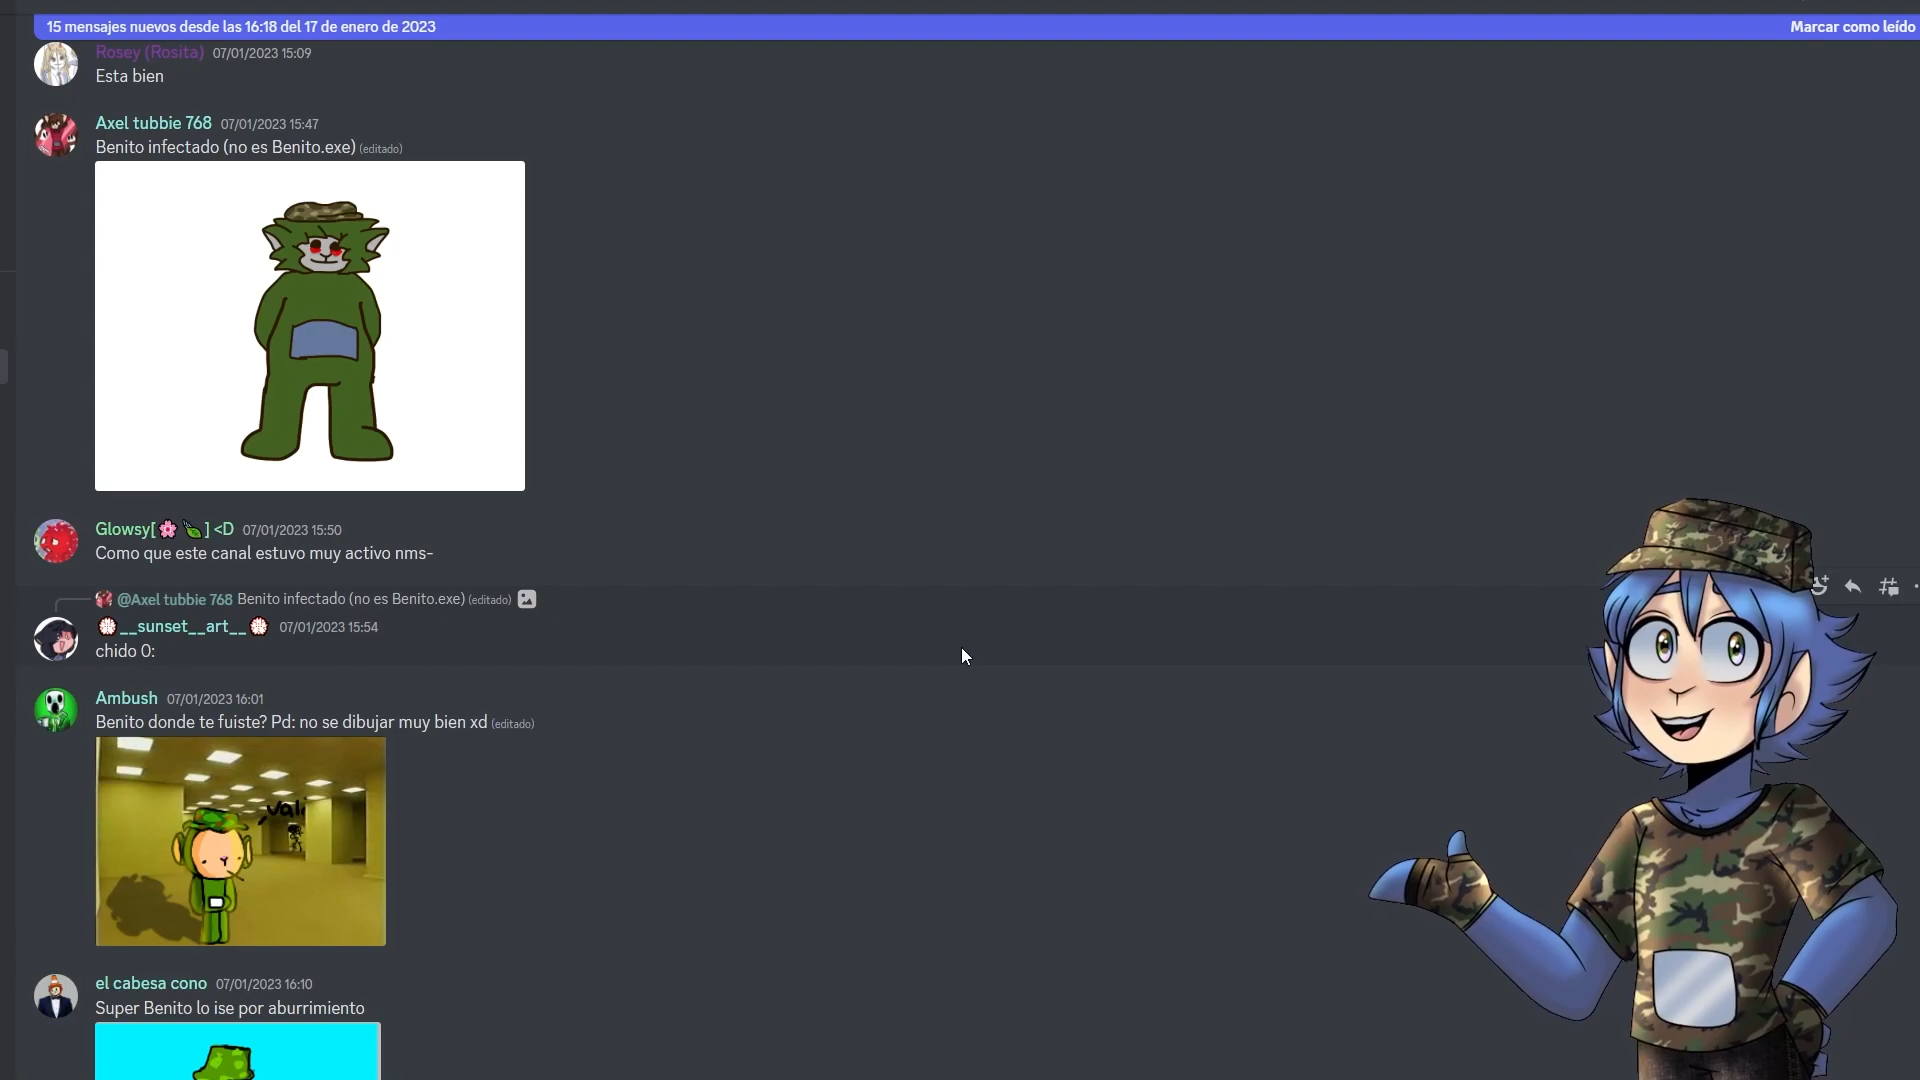 15 mensajes nuevos desde las 16:18 del 17 de enero de 2023 Marcar como leído
Rosey (Rosita) 07/01/2023 15:09
Esta bien
Axel tubbie 768 07/01/2023 15:47
Benito infectado (no es Benito.exe) (editado)
Glowsy[🌸 🍃] <D 07/01/2023 15:50
Como que este canal estuvo muy activo nms-
@Axel tubbie 768 Benito infectado (no es Benito.exe) (editado)
__sunset__art__ 07/01/2023 15:54
chido 0:
Ambush 07/01/2023 16:01
Benito donde te fuiste? Pd: no se dibujar muy bien xd (editado)
el cabesa cono 07/01/2023 16:10
Super Benito lo ise por aburrimiento